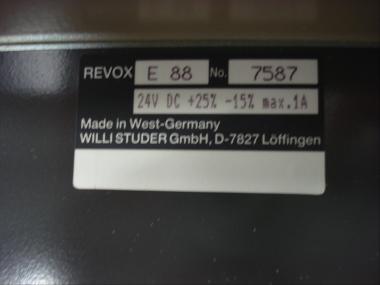 REVOX E 88 No. 7587
24V DC +25% -15% max.1A
Made in West-Germany
WILLI STUDER GmbH, D-7827 Löffingen